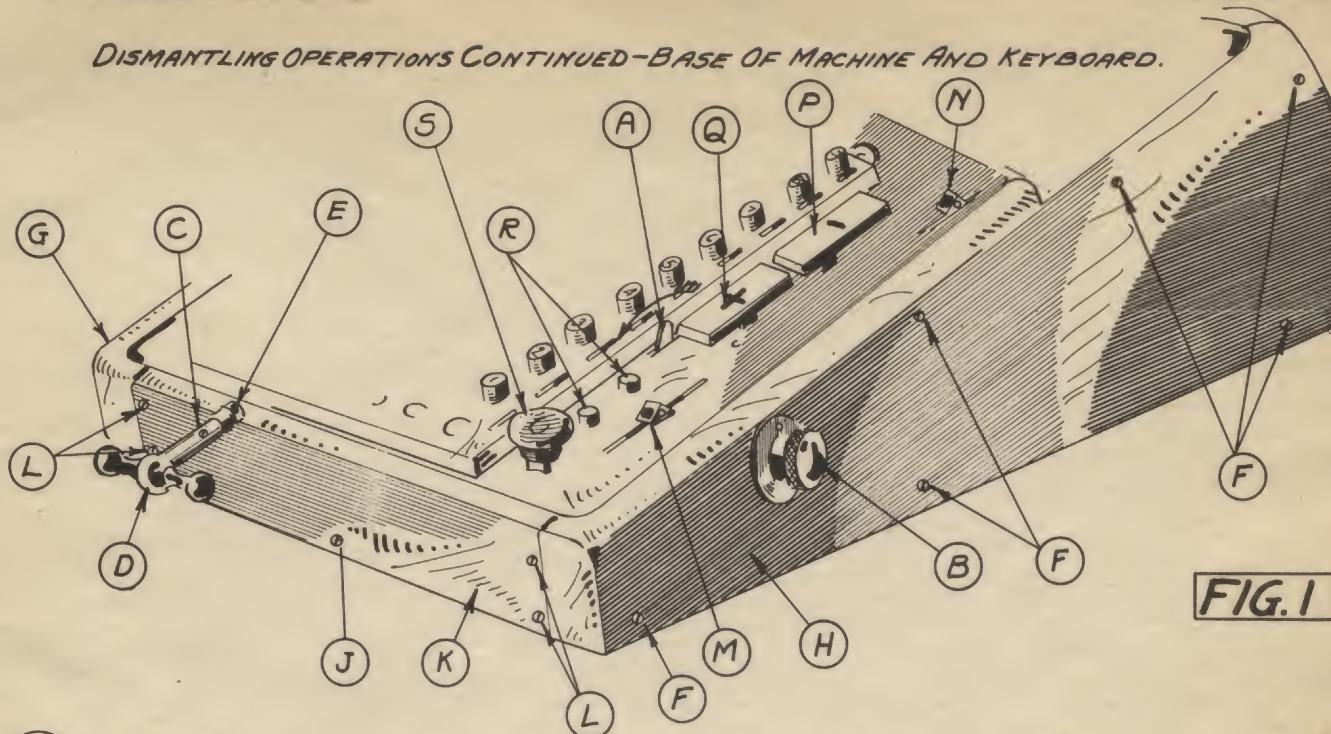 DISMANTLING OPERATIONS CONTINUED-BASE OF MACHINE AND KEYBOARD.
P
N
S
A
Q
E
C
G
R
-
+
L
F
D
B
F
FIG. 1
J
K
M
H
F
L